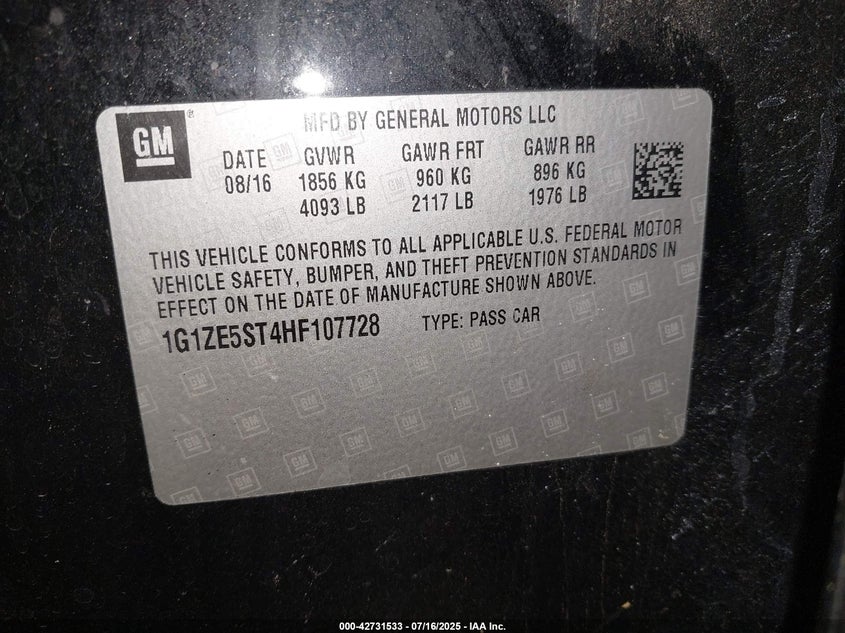 GM
®
MFD BY GENERAL MOTORS LLC
DATE GVWR GAWR FRT GAWR RR
08/16 1856 KG 960 KG 896 KG
4093 LB 2117 LB 1976 LB
THIS VEHICLE CONFORMS TO ALL APPLICABLE U.S. FEDERAL MOTOR
VEHICLE SAFETY, BUMPER, AND THEFT PREVENTION STANDARDS IN
EFFECT ON THE DATE OF MANUFACTURE SHOWN ABOVE.
1G1ZE5ST4HF107728 TYPE: PASS CAR
000-42731533 - 07/16/2025 - IAA Inc.